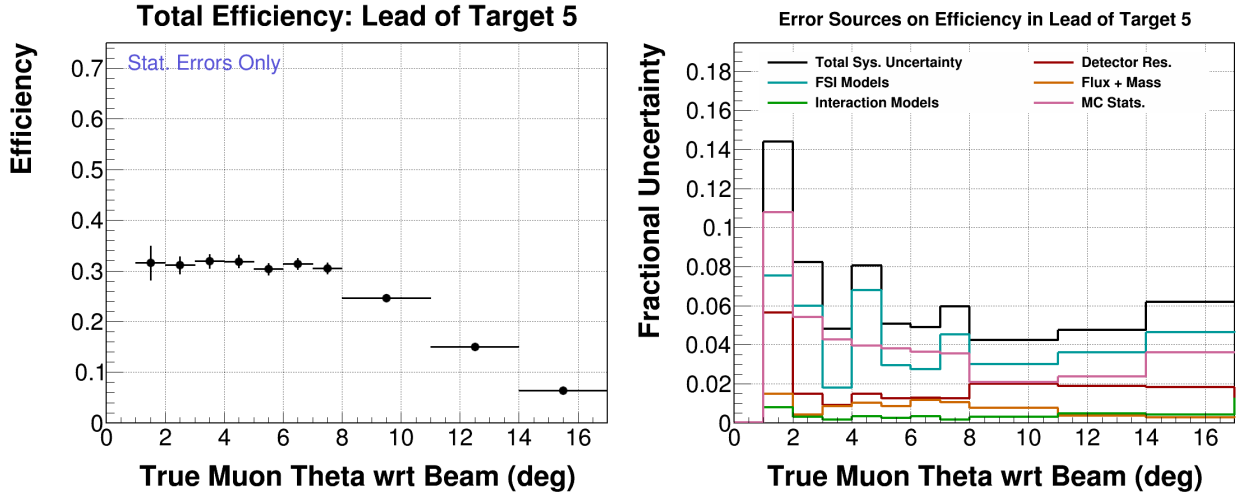 Total Efficiency: Lead of Target 5
Stat. Errors Only
Efficiency
0.7
0.6
0.5
0.4
0.3
0.2
0.1
0
0 2 4 6 8 10 12 14 16
True Muon Theta wrt Beam (deg)
Error Sources on Efficiency in Lead of Target 5
Total Sys. Uncertainty
FSI Models
Interaction Models
Detector Res.
Flux + Mass
MC Stats.
Fractional Uncertainty
0.18
0.16
0.14
0.12
0.1
0.08
0.06
0.04
0.02
0
0 2 4 6 8 10 12 14 16
True Muon Theta wrt Beam (deg)